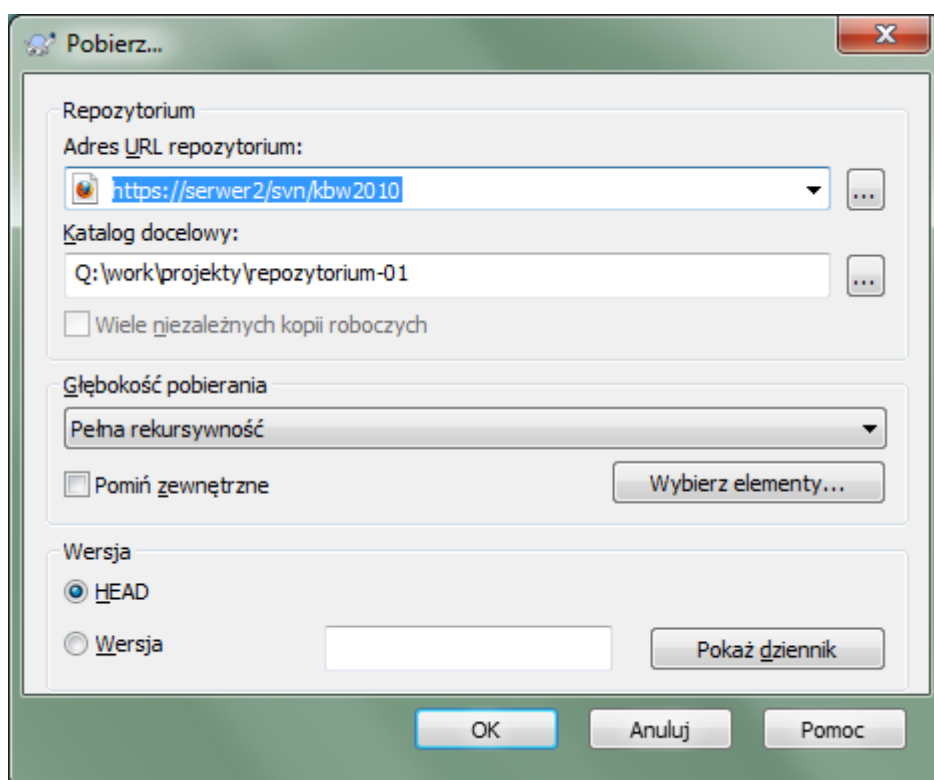 Pobierz...
Repozytorium
Adres URL repozytorium:
https://serwer2/svn/kbw2010
...
Katalog docelowy:
Q:\work\projekty\repozytorium-01
...
Wiele niezależnych kopii roboczych
Głębokość pobierania
Pełna rekursywność
Pomiń zewnętrzne
Wybierz elementy...
Wersja
HEAD
Wersja
Pokaż dziennik
OK
Anuluj
Pomoc